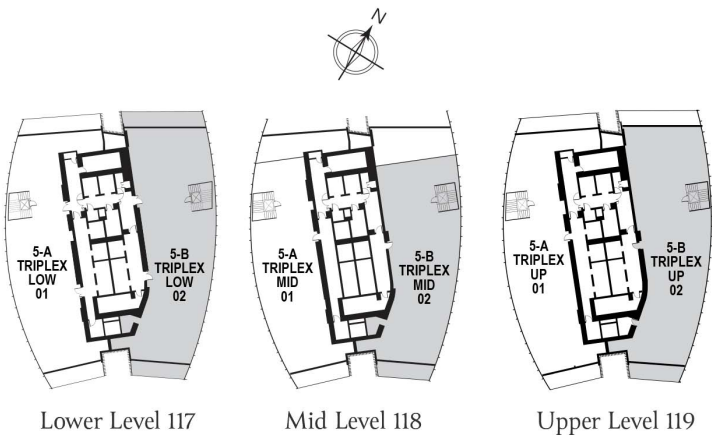 N
5-A
TRIPLEX
LOW
01
5-B
TRIPLEX
LOW
02
5-A
TRIPLEX
MID
01
5-B
TRIPLEX
MID
02
5-A
TRIPLEX
UP
01
5-B
TRIPLEX
UP
02
Lower Level 117
Mid Level 118
Upper Level 119